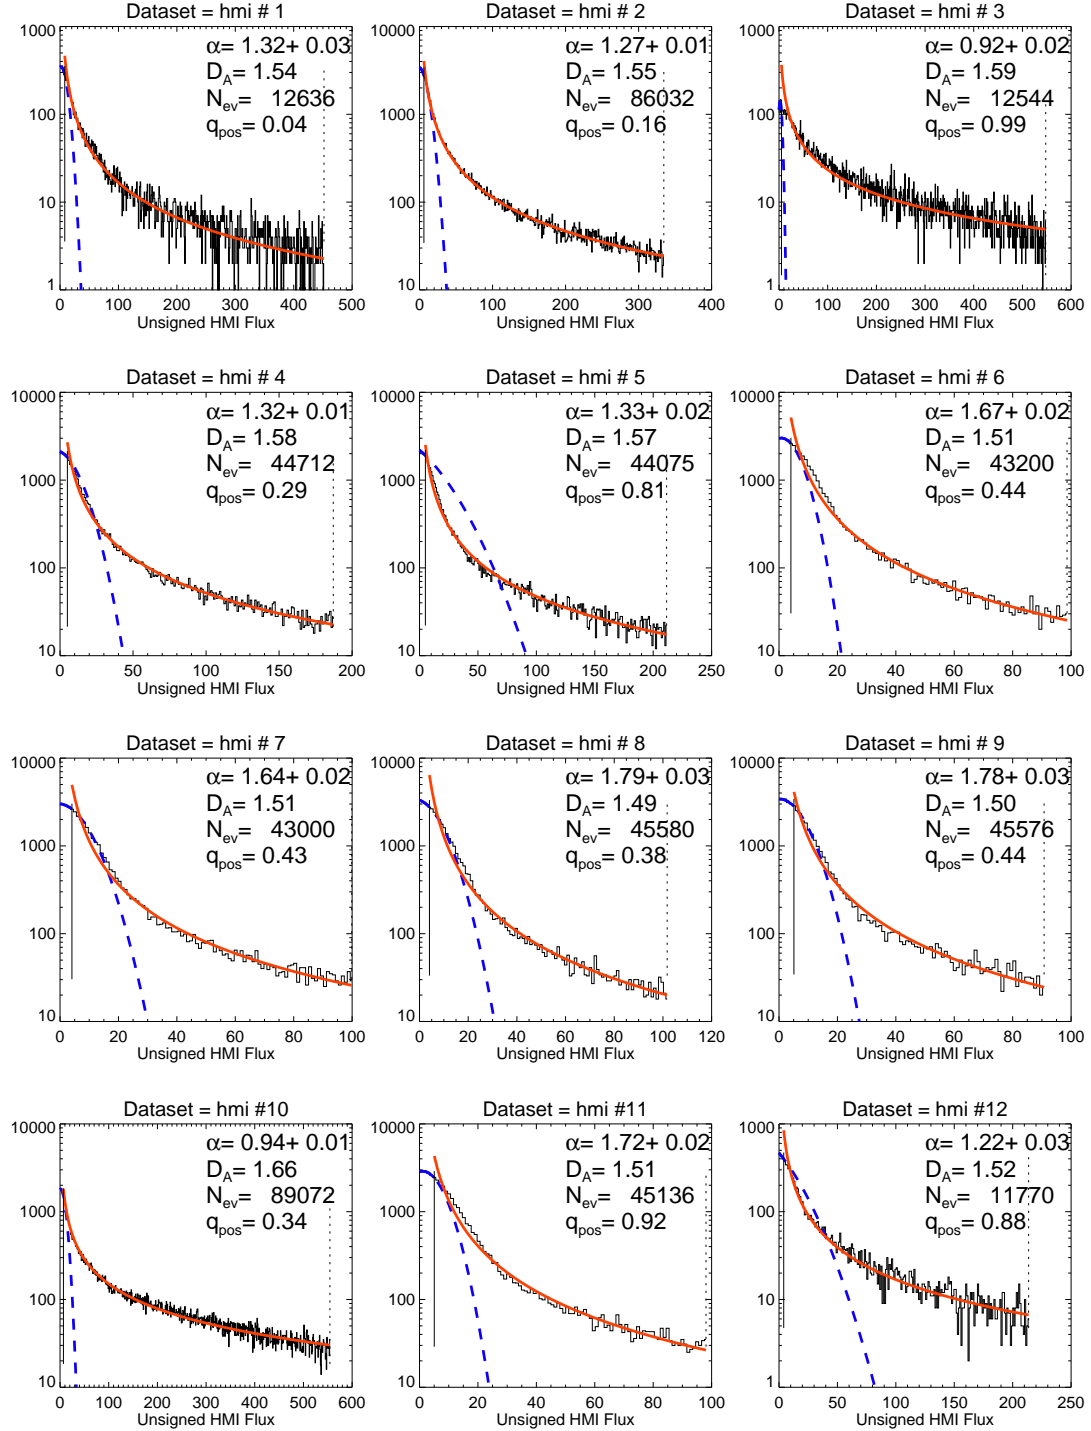 Dataset = hmi # 1
α= 1.32+ 0.03
D_A= 1.54
N_ev= 12636
q_pos= 0.04
1000
100
10
1
0 100 200 300 400 500
Unsigned HMI Flux
Dataset = hmi # 2
α= 1.27+ 0.01
D_A= 1.55
N_ev= 86032
q_pos= 0.16
10000
1000
100
10
0 100 200 300 400
Unsigned HMI Flux
Dataset = hmi # 3
α= 0.92+ 0.02
D_A= 1.59
N_ev= 12544
q_pos= 0.99
1000
100
10
1
0 100 200 300 400 500 600
Unsigned HMI Flux
Dataset = hmi # 4
α= 1.32+ 0.01
D_A= 1.58
N_ev= 44712
q_pos= 0.29
10000
1000
100
10
0 50 100 150 200
Unsigned HMI Flux
Dataset = hmi # 5
α= 1.33+ 0.02
D_A= 1.57
N_ev= 44075
q_pos= 0.81
10000
1000
100
10
0 50 100 150 200 250
Unsigned HMI Flux
Dataset = hmi # 6
α= 1.67+ 0.02
D_A= 1.51
N_ev= 43200
q_pos= 0.44
10000
1000
100
10
0 20 40 60 80 100
Unsigned HMI Flux
Dataset = hmi # 7
α= 1.64+ 0.02
D_A= 1.51
N_ev= 43000
q_pos= 0.43
10000
1000
100
10
0 20 40 60 80 100
Unsigned HMI Flux
Dataset = hmi # 8
α= 1.79+ 0.03
D_A= 1.49
N_ev= 45580
q_pos= 0.38
10000
1000
100
10
0 20 40 60 80 100 120
Unsigned HMI Flux
Dataset = hmi # 9
α= 1.78+ 0.03
D_A= 1.50
N_ev= 45576
q_pos= 0.44
10000
1000
100
10
0 20 40 60 80 100
Unsigned HMI Flux
Dataset = hmi #10
α= 0.94+ 0.01
D_A= 1.66
N_ev= 89072
q_pos= 0.34
10000
1000
100
10
0 100 200 300 400 500 600
Unsigned HMI Flux
Dataset = hmi #11
α= 1.72+ 0.02
D_A= 1.51
N_ev= 45136
q_pos= 0.92
10000
1000
100
10
0 20 40 60 80 100
Unsigned HMI Flux
Dataset = hmi #12
α= 1.22+ 0.03
D_A= 1.52
N_ev= 11770
q_pos= 0.88
1000
100
10
1
0 50 100 150 200 250
Unsigned HMI Flux